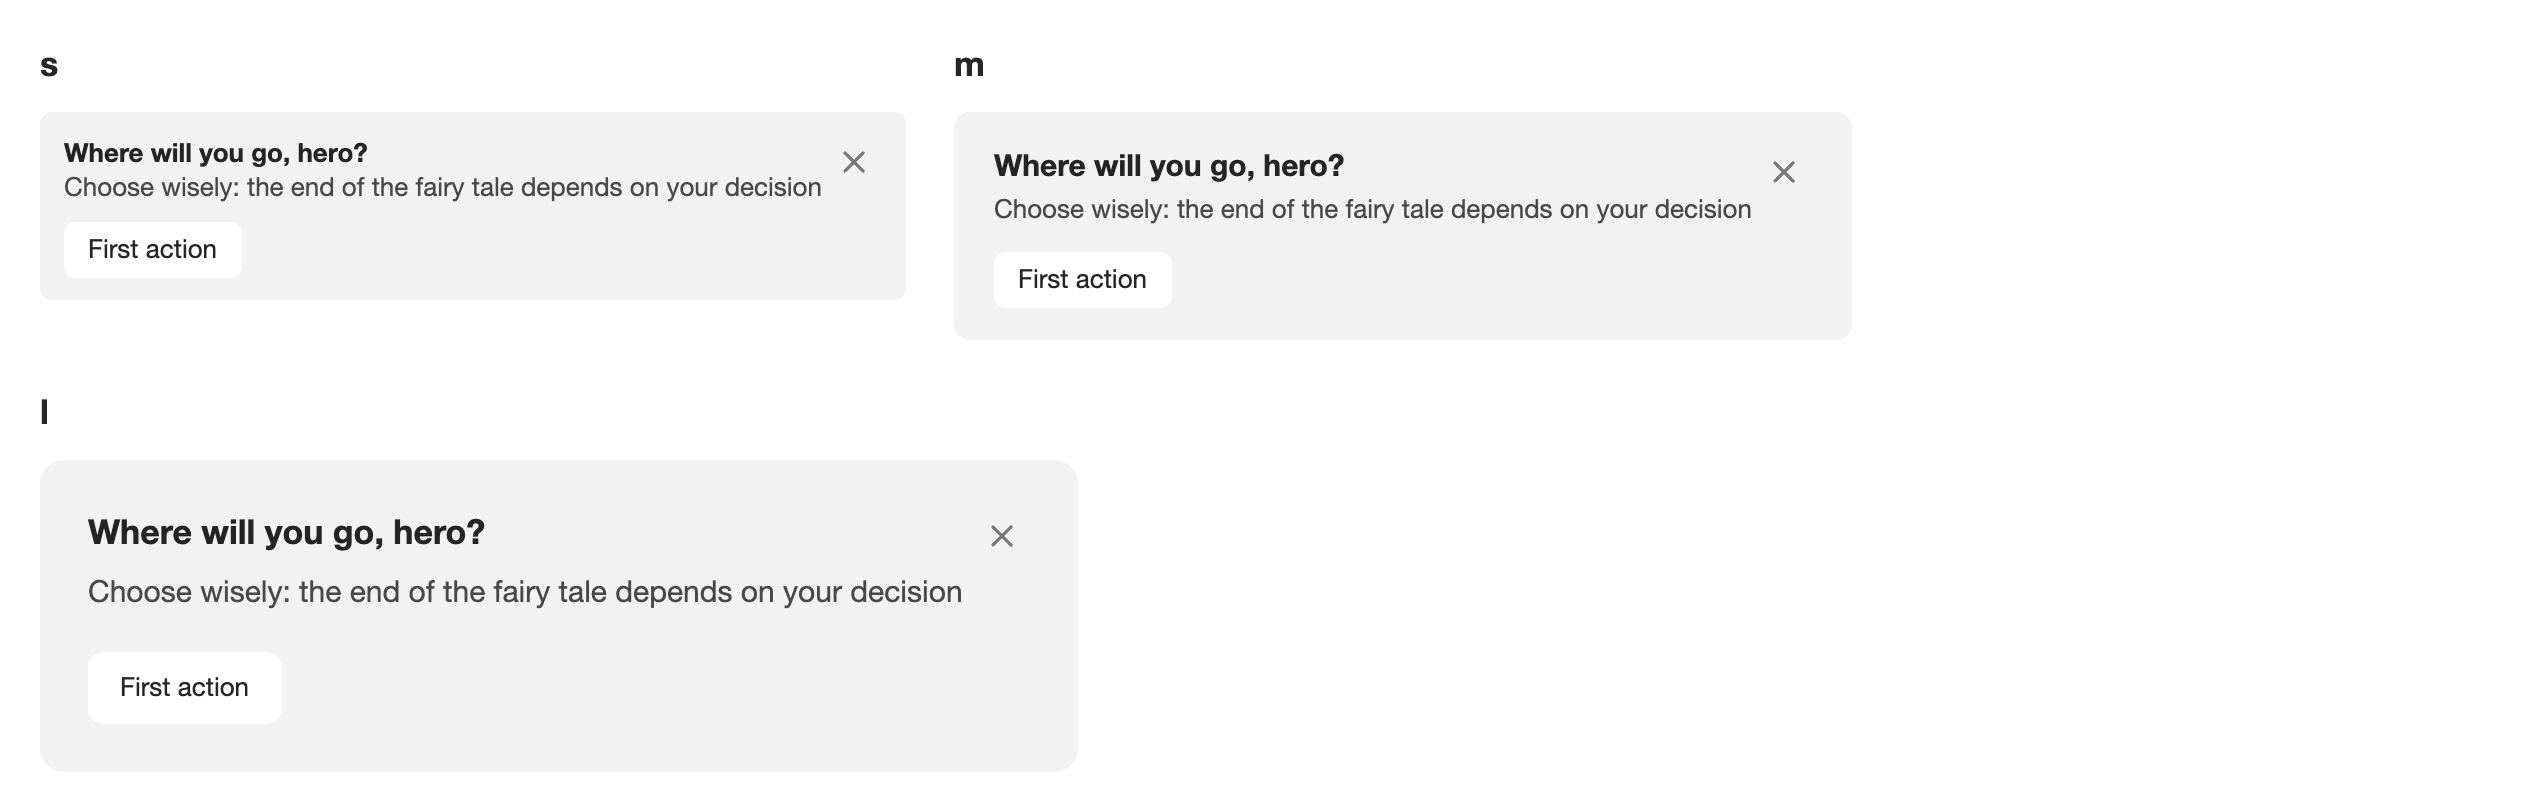 s
Where will you go, hero?
Choose wisely: the end of the fairy tale depends on your decision
First action
m
Where will you go, hero?
Choose wisely: the end of the fairy tale depends on your decision
First action
l
Where will you go, hero?
Choose wisely: the end of the fairy tale depends on your decision
First action